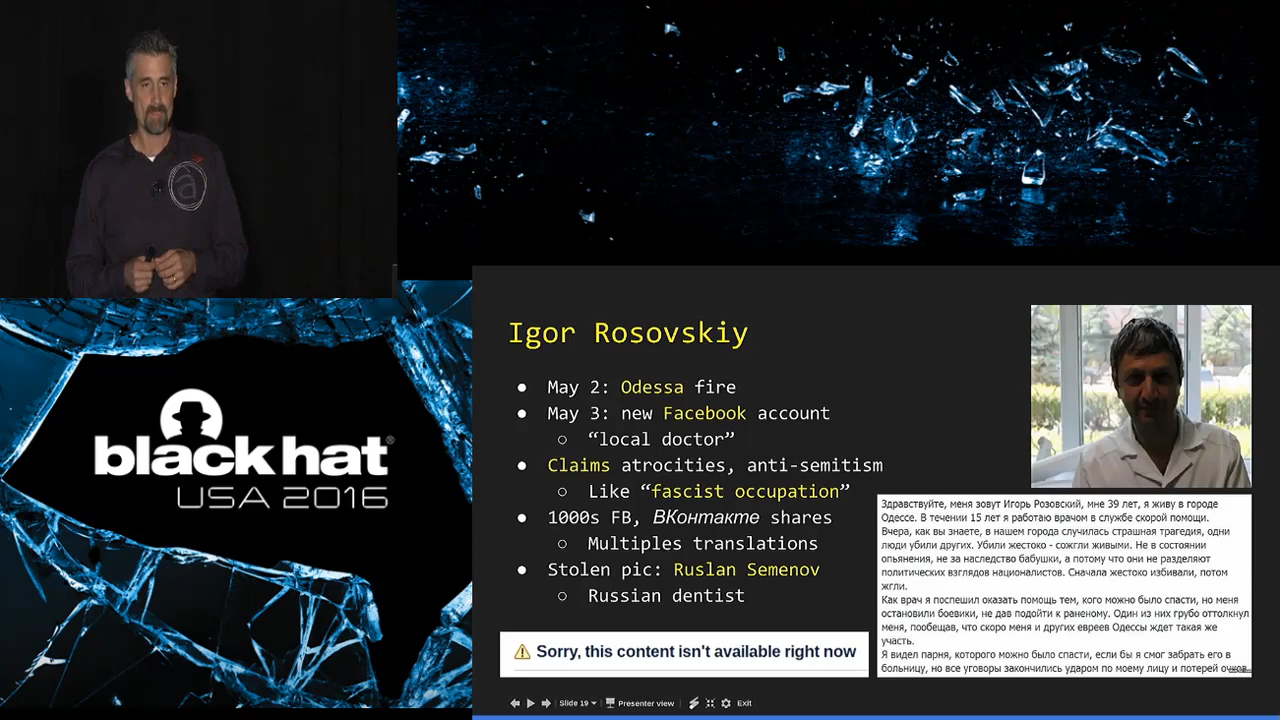 black hat®
USA 2016
Igor Rosovskiy
● May 2: Odessa fire
● May 3: new Facebook account
○ “local doctor”
● Claims atrocities, anti-semitism
○ Like “fascist occupation”
● 1000s FB, ВКонтакте shares
○ Multiples translations
● Stolen pic: Ruslan Semenov
○ Russian dentist
Sorry, this content isn't available right now
Здравствуйте, меня зовут Игорь Розовский, мне 39 лет, я живу в городе
Одессе. В течении 15 лет я работаю врачом в службе скорой помощи.
Вчера, как вы знаете, в нашем города случилась страшная трагедия, одни
люди убили других. Убили жестоко - сожгли живыми. Не в состоянии
опьянения, не за наследство бабушки, а потому что они не разделяют
политических взглядов националистов. Сначала жестоко избивали, потом
жгли.
Как врач я поспешил оказать помощь тем, кого можно было спасти, но меня
остановили боевики, не дав подойти к раненому. Один из них грубо оттолкнул
меня, пообещав, что скоро меня и других евреев Одессы ждет такая же
участь.
Я видел парня, которого можно было спасти, если бы я смог забрать его в
больницу, но все уговоры закончились ударом по моему лицу и потерей очков.
Slide 19
Presenter view
Exit